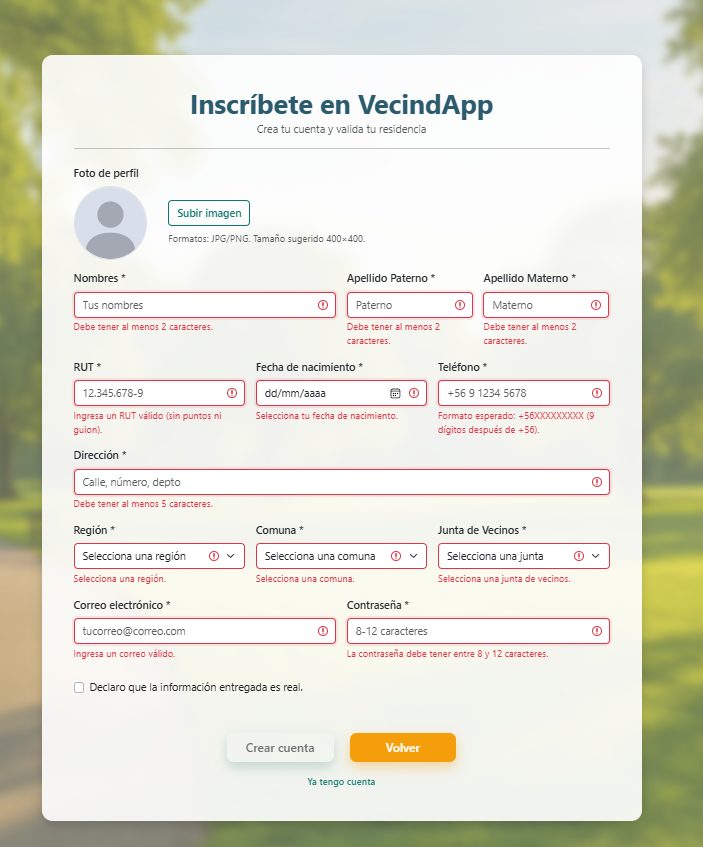 Inscríbete en VecindApp
Crea tu cuenta y valida tu residencia
Foto de perfil
Subir imagen
Formatos: JPG/PNG. Tamaño sugerido 400×400.
Nombres * Apellido Paterno * Apellido Materno *
Tus nombres Paterno Materno
Debe tener al menos 2 caracteres. Debe tener al menos 2 Debe tener al menos 2
caracteres. caracteres.
RUT * Fecha de nacimiento * Teléfono *
12.345.678-9 dd/mm/aaaa +56 9 1234 5678
Ingresa un RUT válido (sin puntos ni Selecciona tu fecha de nacimiento. Formato esperado: +56XXXXXXXXX (9
guion). dígitos después de +56).
Dirección *
Calle, número, depto
Debe tener al menos 5 caracteres.
Región * Comuna * Junta de Vecinos *
Selecciona una región Selecciona una comuna Selecciona una junta
Selecciona una región. Selecciona una comuna. Selecciona una junta de vecinos.
Correo electrónico * Contraseña *
tucorreo@correo.com 8-12 caracteres
Ingresa un correo válido. La contraseña debe tener entre 8 y 12 caracteres.
Declaro que la información entregada es real.
Crear cuenta Volver
Ya tengo cuenta